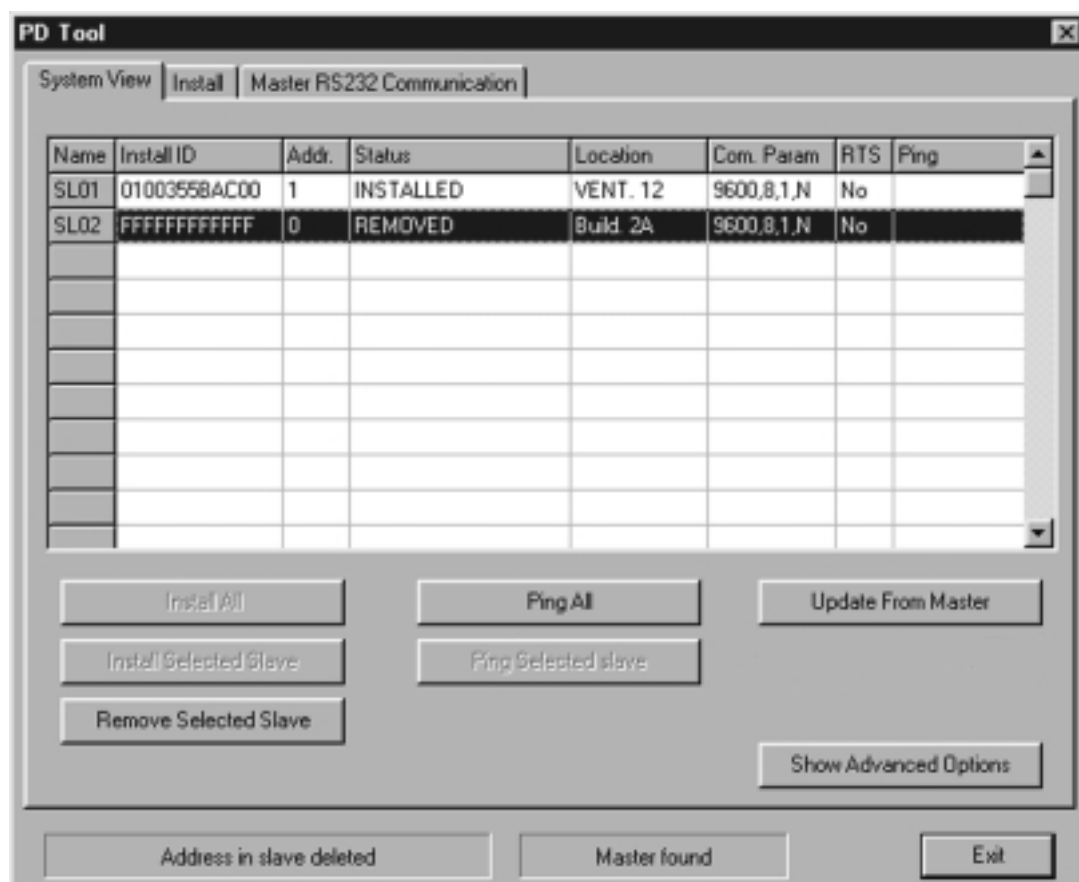 PD Tool
System View Install Master RS232 Communication
Name Install ID Addr. Status Location Com. Param RTS Ping
SL01 01003558AC00 1 INSTALLED VENT. 12 9600,8,1,N No
SL02 FFFFFFFFFFFF 0 REMOVED Build. 2A 9600,8,1,N No
Install All Ping All Update From Master
Install Selected Slave Ping Selected slave
Remove Selected Slave
Show Advanced Options
Address in slave deleted Master found Exit